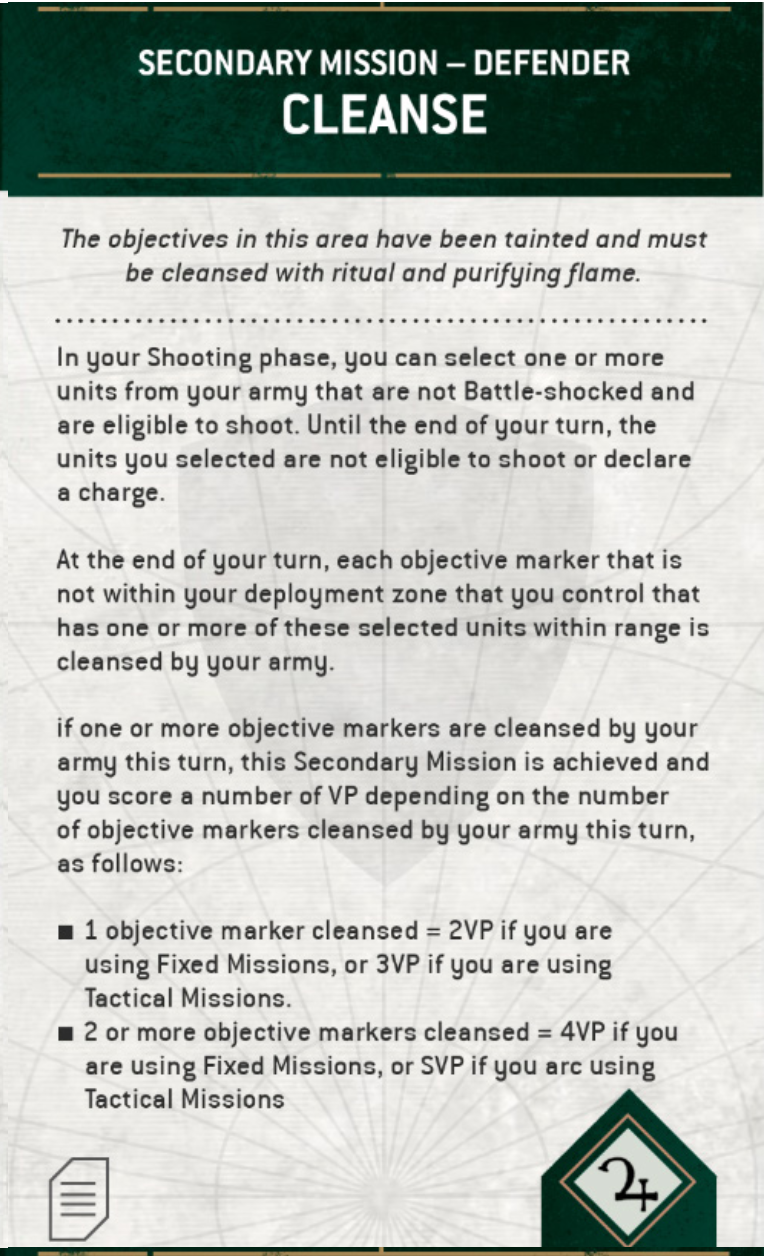 SECONDARY MISSION – DEFENDER
CLEANSE
The objectives in this area have been tainted and must
be cleansed with ritual and purifying flame.
In your Shooting phase, you can select one or more
units from your army that are not Battle-shocked and
are eligible to shoot. Until the end of your turn, the
units you selected are not eligible to shoot or declare
a charge.
At the end of your turn, each objective marker that is
not within your deployment zone that you control that
has one or more of these selected units within range is
cleansed by your army.
if one or more objective markers are cleansed by your
army this turn, this Secondary Mission is achieved and
you score a number of VP depending on the number
of objective markers cleansed by your army this turn,
as follows:
■ 1 objective marker cleansed = 2VP if you are
using Fixed Missions, or 3VP if you are using
Tactical Missions.
■ 2 or more objective markers cleansed = 4VP if you
are using Fixed Missions, or SVP if you arc using
Tactical Missions